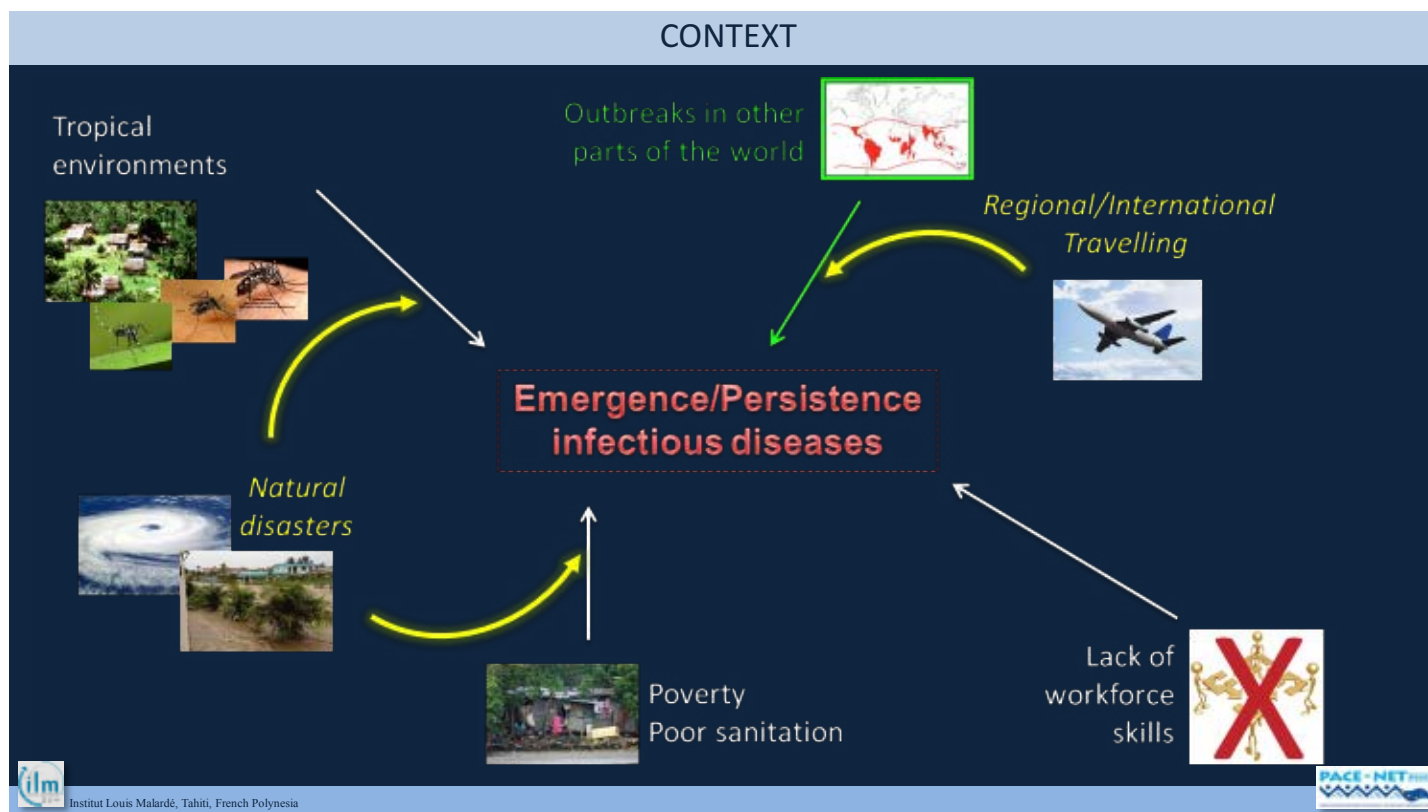 CONTEXT
Tropical
environments
Outbreaks in other
parts of the world
Regional/International
Travelling
Emergence/Persistence
infectious diseases
Natural
disasters
Poverty
Poor sanitation
Lack of
workforce
skills
ilm
Institut Louis Malardé, Tahiti, French Polynesia
PACE-NET